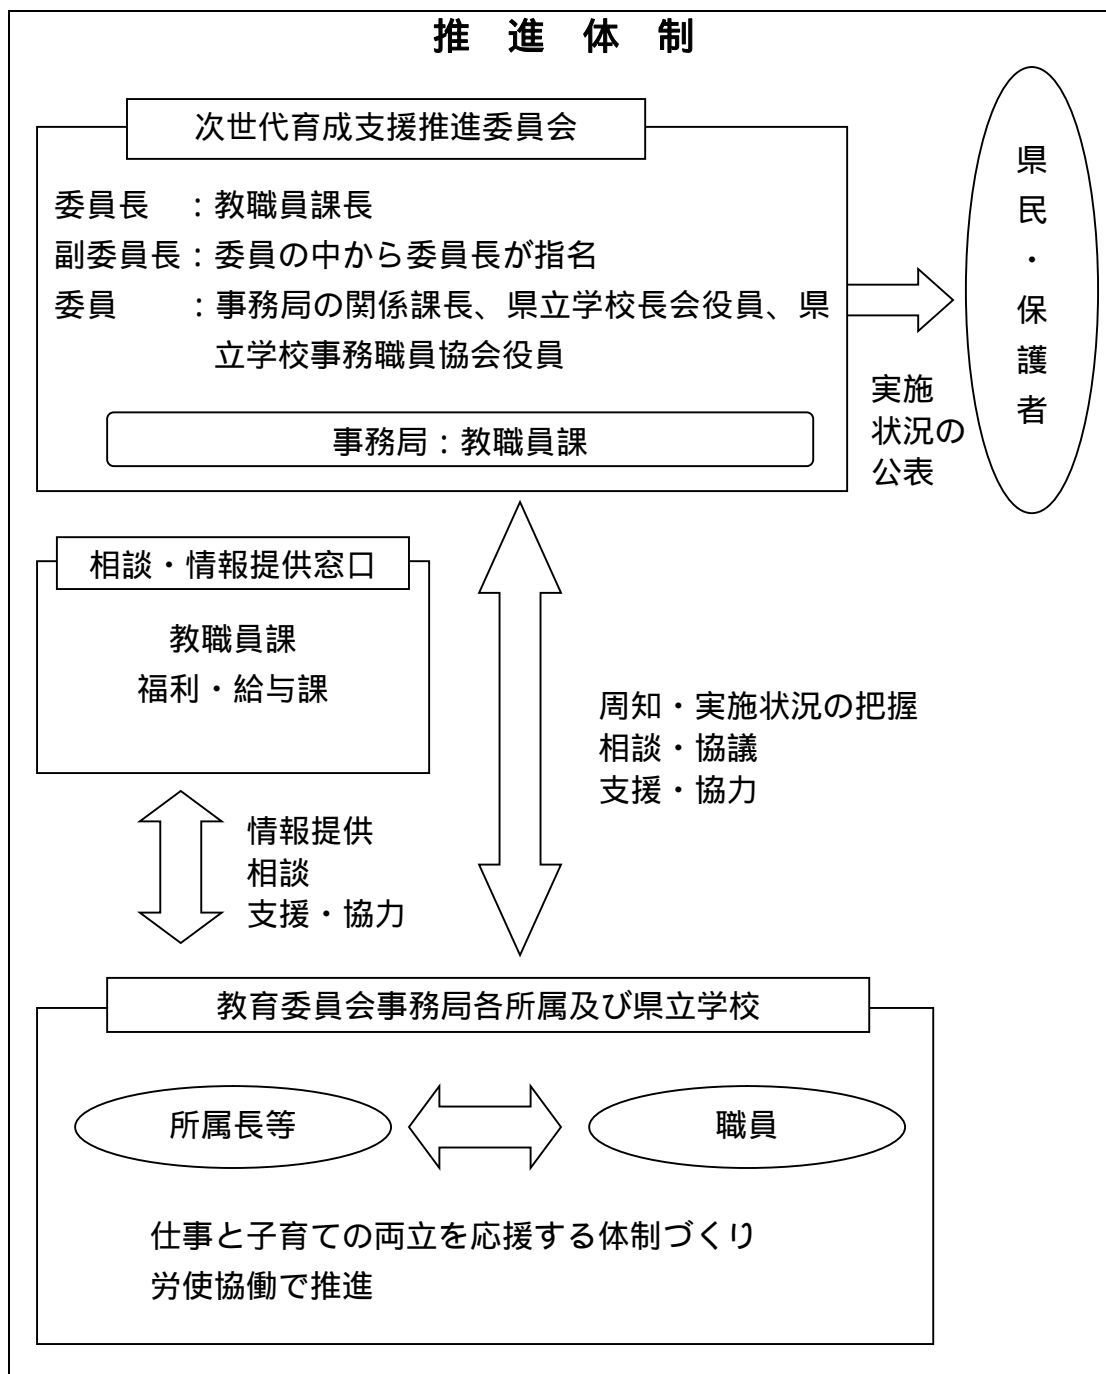 推 進 体 制
次世代育成支援推進委員会
委員長　：教職員課長
副委員長：委員の中から委員長が指名
委員　　：事務局の関係課長、県立学校長会役員、県
立学校事務職員協会役員
事務局：教職員課
県民・保護者
実施
状況の
公表
相談・情報提供窓口
教職員課
福利・給与課
周知・実施状況の把握
相談・協議
支援・協力
情報提供
相談
支援・協力
教育委員会事務局各所属及び県立学校
所属長等
職員
仕事と子育ての両立を応援する体制づくり
労使協働で推進